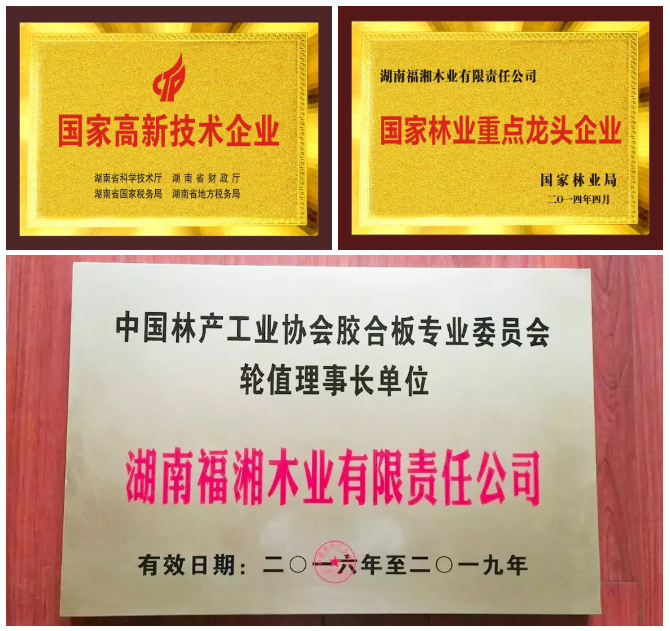 国家高新技术企业
湖南省科学技术厅 湖南省财政厅
湖南省国家税务局 湖南省地方税务局
湖南福湘木业有限责任公司
国家林业重点龙头企业
国家林业局
二〇一四年四月
中国林产工业协会胶合板专业委员会
轮值理事长单位
湖南福湘木业有限责任公司
有效日期：二〇一六年至二〇一九年